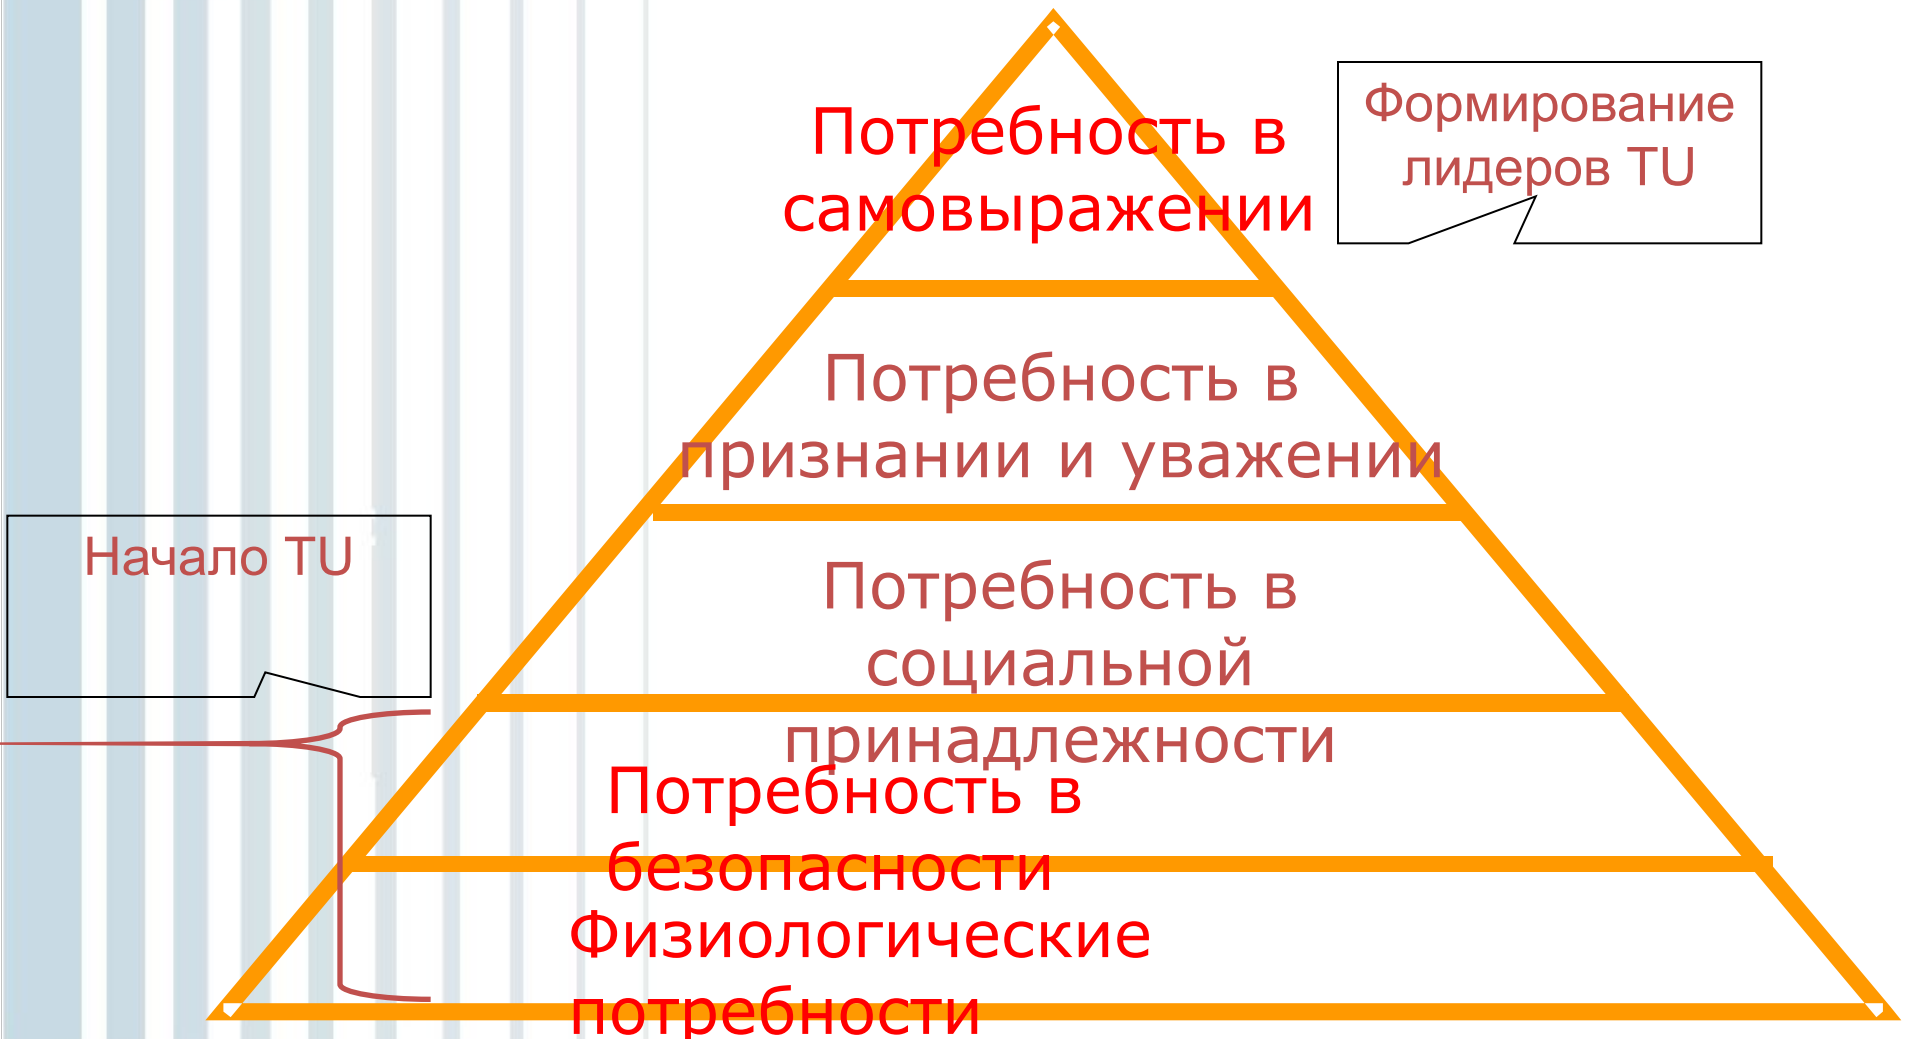 Потребность в
самовыражении
Формирование
лидеров TU
Потребность в
признании и уважении
Начало TU
Потребность в
социальной
принадлежности
Потребность в
безопасности
Физиологические
потребности